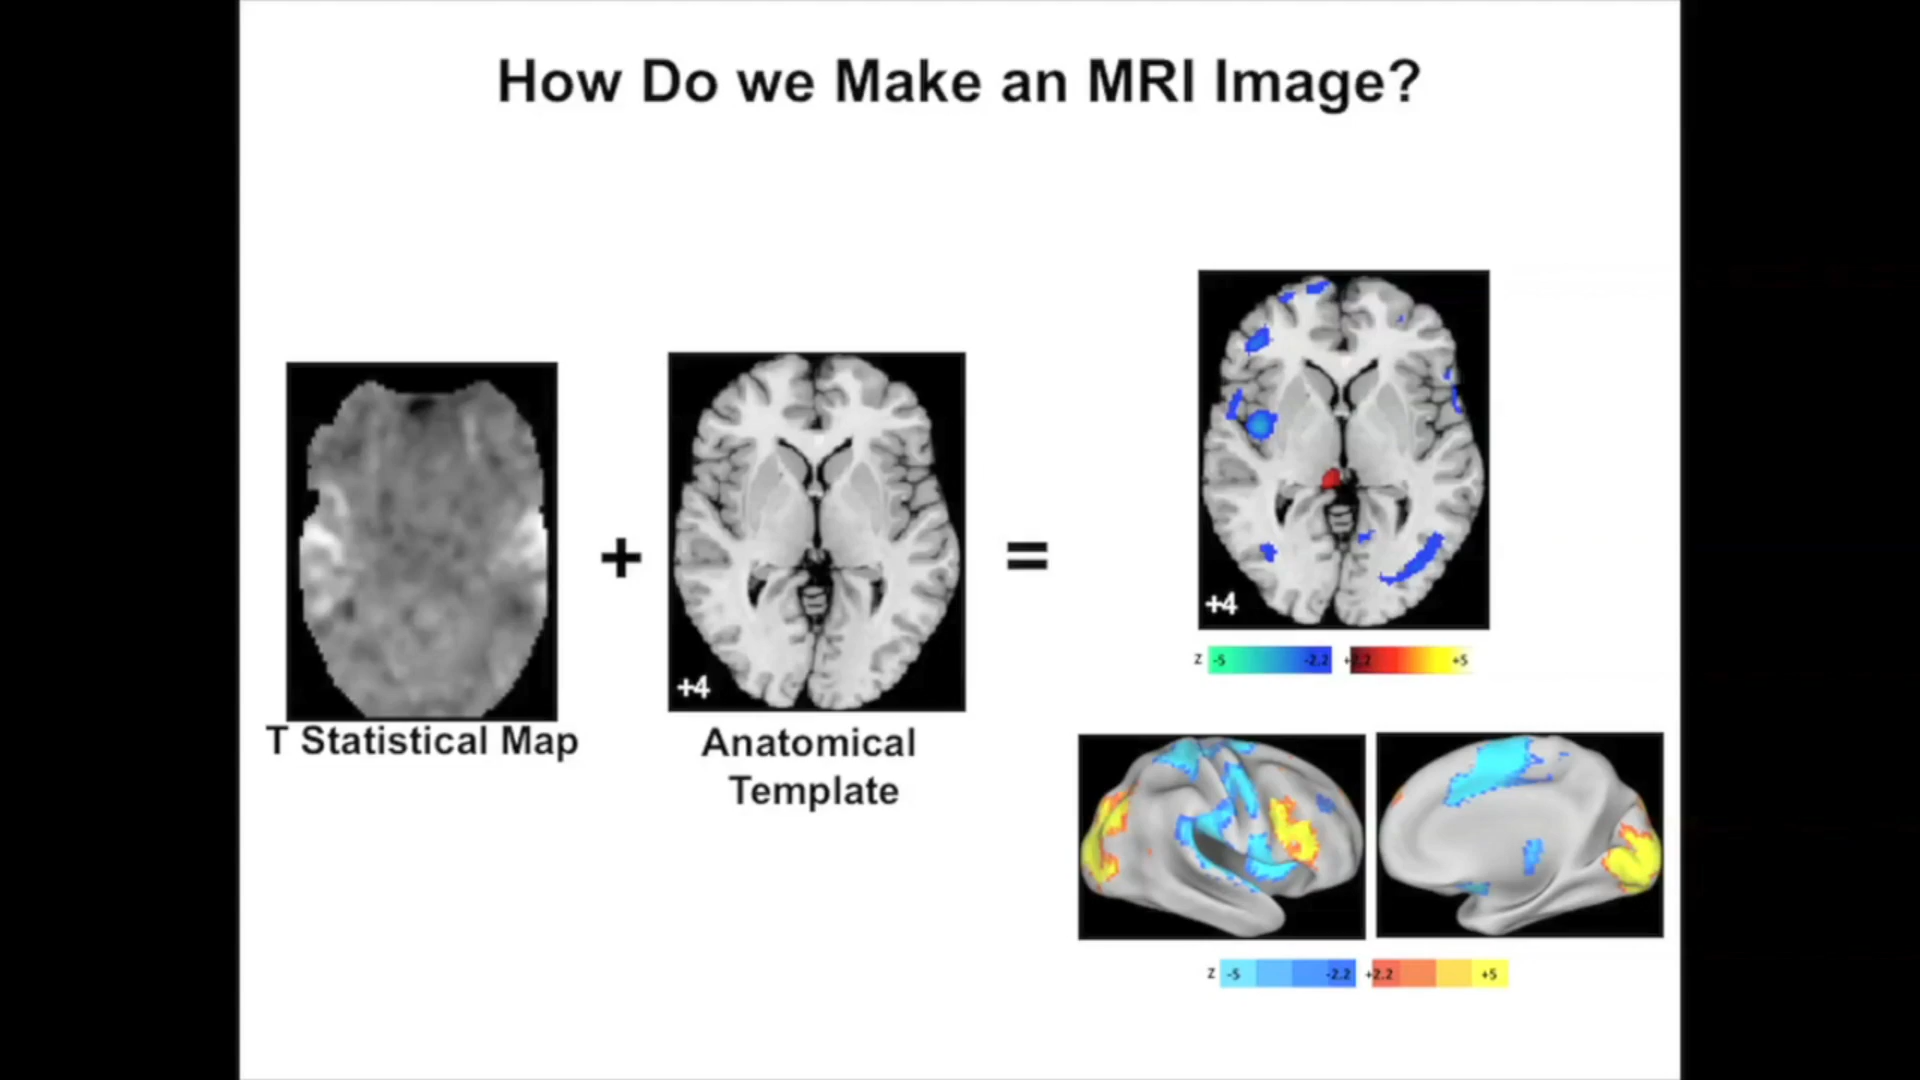 How Do we Make an MRI Image?
+
=
+4
+4
Z -5 -2.2 +2.2 +5
T Statistical Map
Anatomical
Template
Z -5 -2.2 +2.2 +5